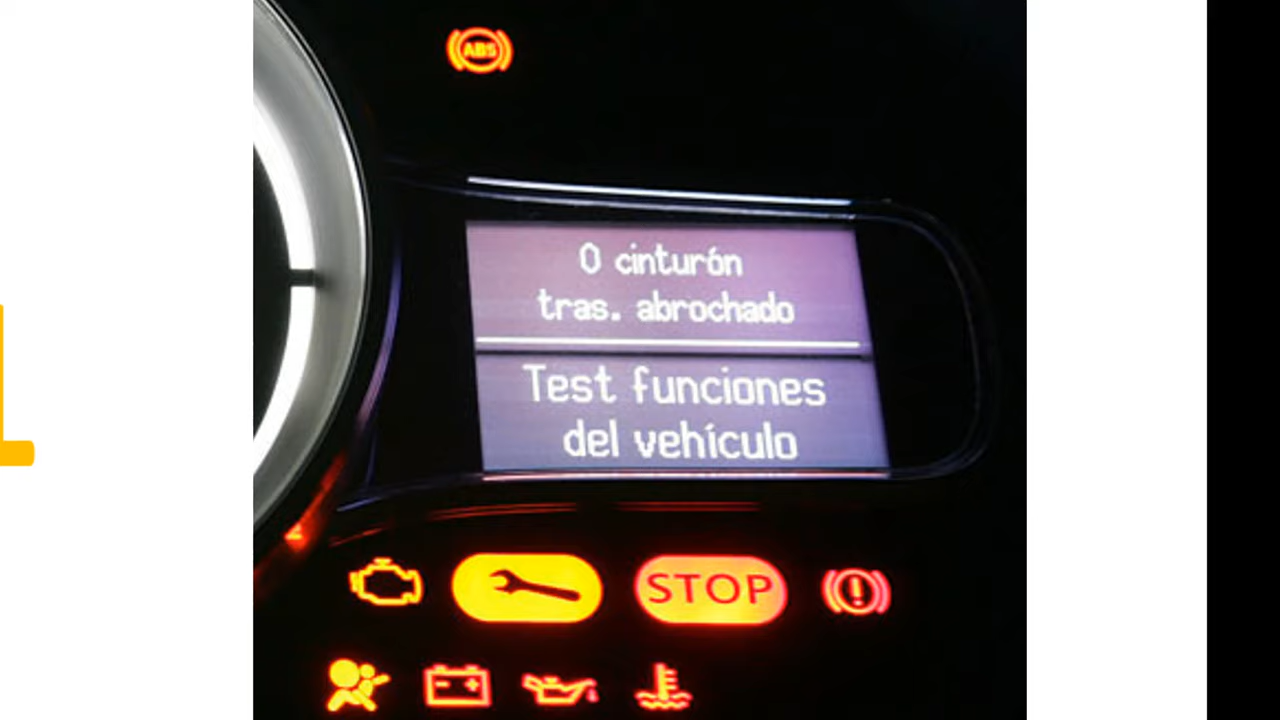 ABS
0 cinturón
tras. abrochado
Test funciones
del vehículo
STOP